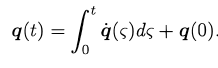 q(t) = ∫₀ᵗ q̇(ς)dς + q(0).